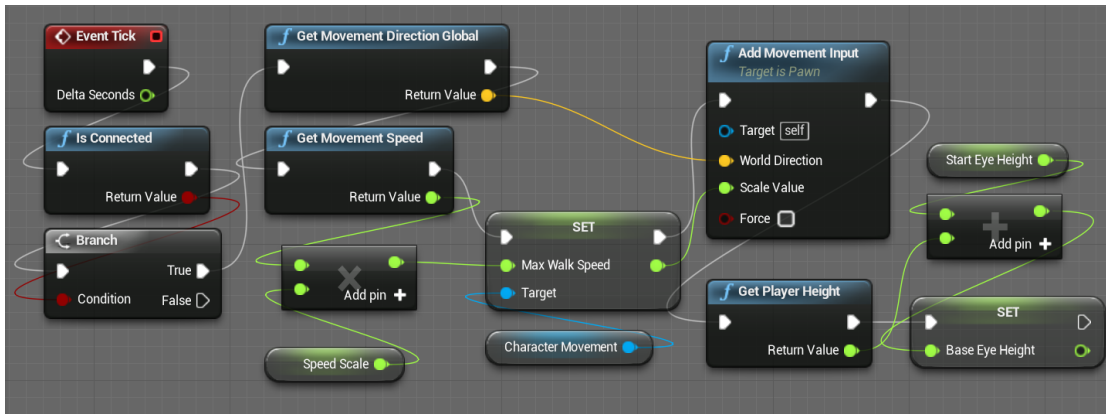 Event Tick
Delta Seconds
Is Connected
Return Value
Branch
True
Condition
False
Get Movement Direction Global
Return Value
Get Movement Speed
Return Value
Add pin
Speed Scale
SET
Max Walk Speed
Target
Character Movement
Add Movement Input
Target is Pawn
Target self
World Direction
Scale Value
Force
Get Player Height
Return Value
Start Eye Height
Add pin
SET
Base Eye Height